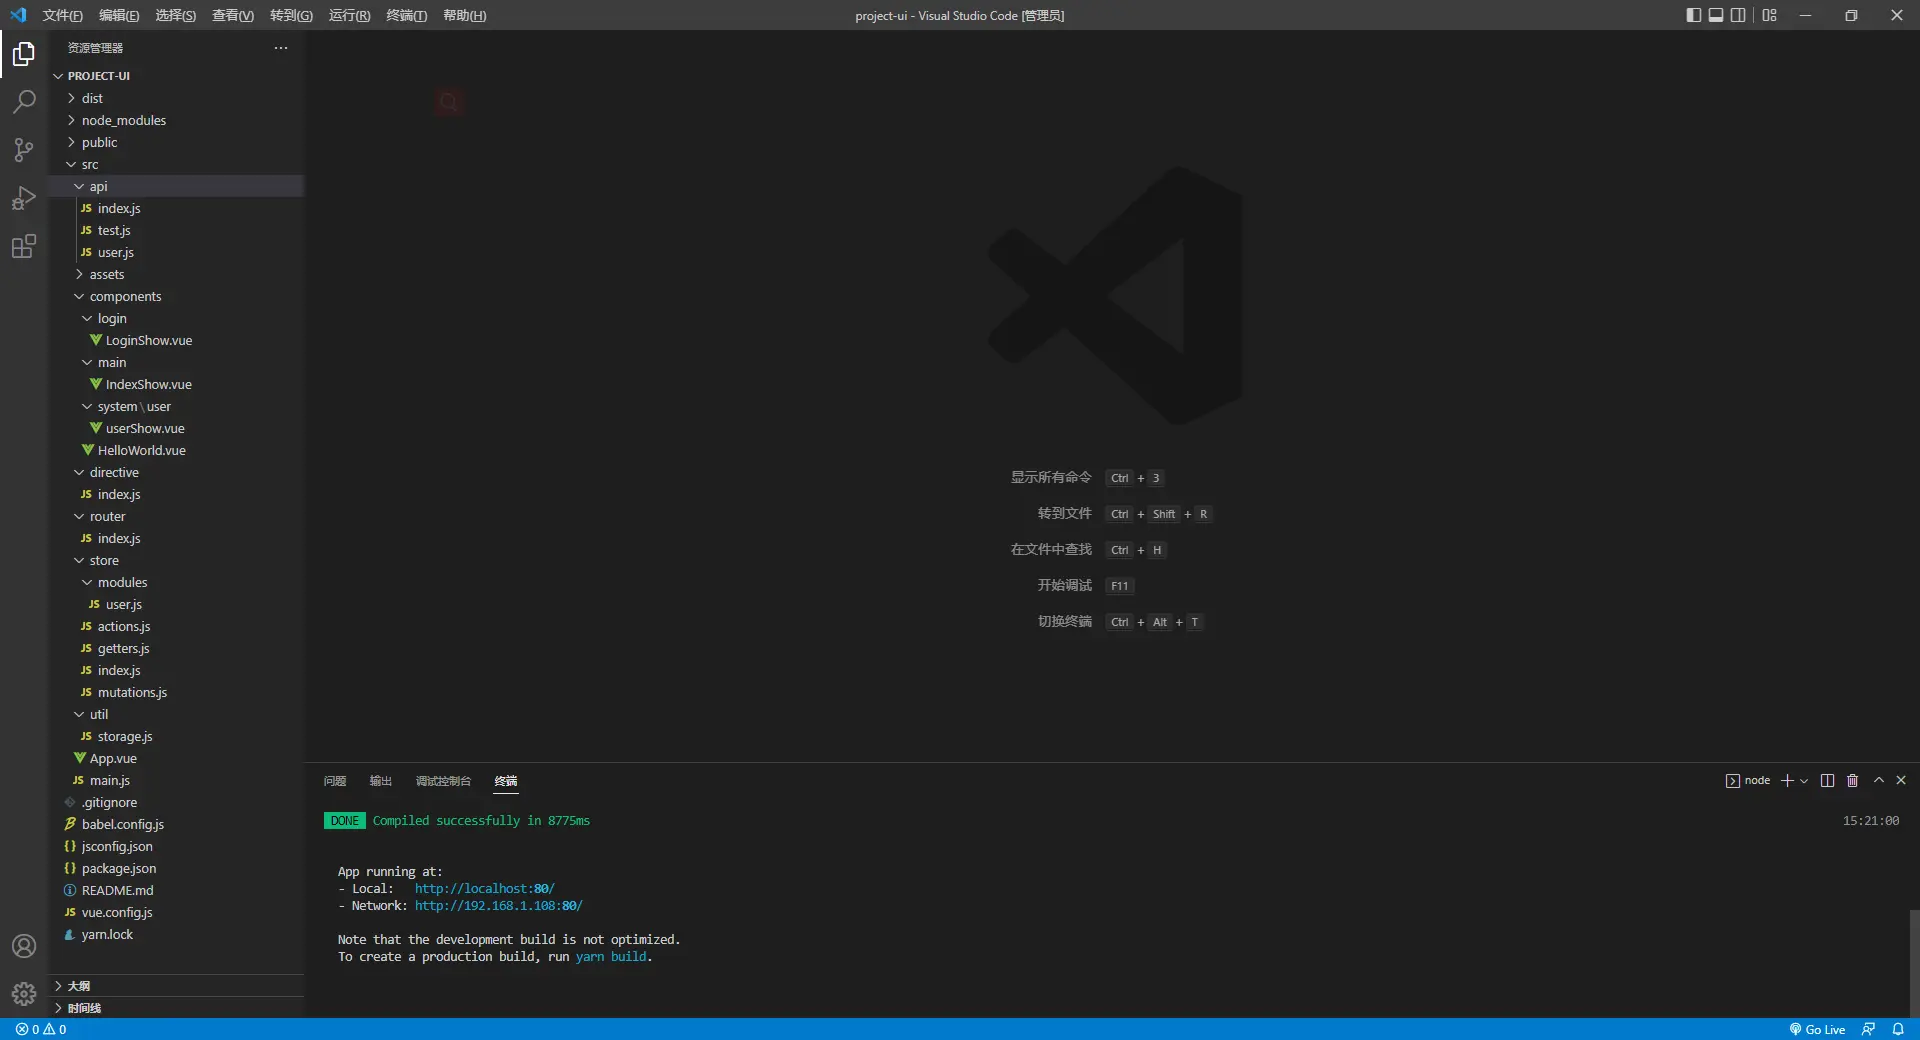 文件(F) 编辑(E) 选择(S) 查看(V) 转到(G) 运行(R) 终端(T) 帮助(H) project-ui - Visual Studio Code [管理员]
资源管理器
PROJECT-UI
dist
node_modules
public
src
api
index.js
test.js
user.js
assets
components
login
LoginShow.vue
main
IndexShow.vue
system\user
userShow.vue
HelloWorld.vue
directive
index.js
router
index.js
store
modules
user.js
actions.js
getters.js
index.js
mutations.js
util
storage.js
App.vue
main.js
.gitignore
babel.config.js
jsconfig.json
package.json
README.md
vue.config.js
yarn.lock
大纲
时间线
显示所有命令 Ctrl + 3
转到文件 Ctrl + Shift + R
在文件中查找 Ctrl + H
开始调试 F11
切换终端 Ctrl + Alt + T
问题 输出 调试控制台 终端 node
DONE Compiled successfully in 8775ms 15:21:00
App running at:
- Local: http://localhost:80/
- Network: http://192.168.1.108:80/
Note that the development build is not optimized.
To create a production build, run yarn build.
0 0 Go Live